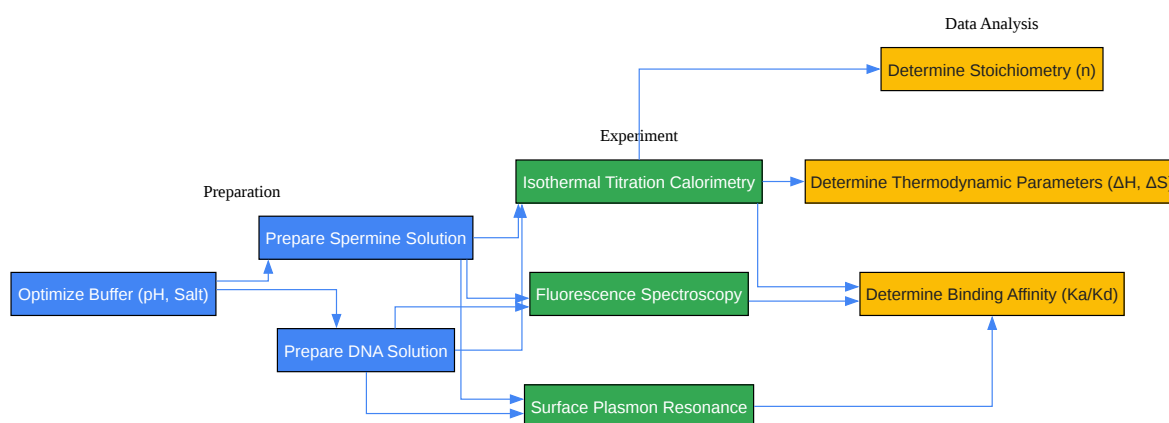 Data Analysis
Determine Stoichiometry (n)
Experiment
Isothermal Titration Calorimetry
Determine Thermodynamic Parameters (ΔH, ΔS)
Preparation
Prepare Spermine Solution
Optimize Buffer (pH, Salt)
Fluorescence Spectroscopy
Determine Binding Affinity (Ka/Kd)
Prepare DNA Solution
Surface Plasmon Resonance